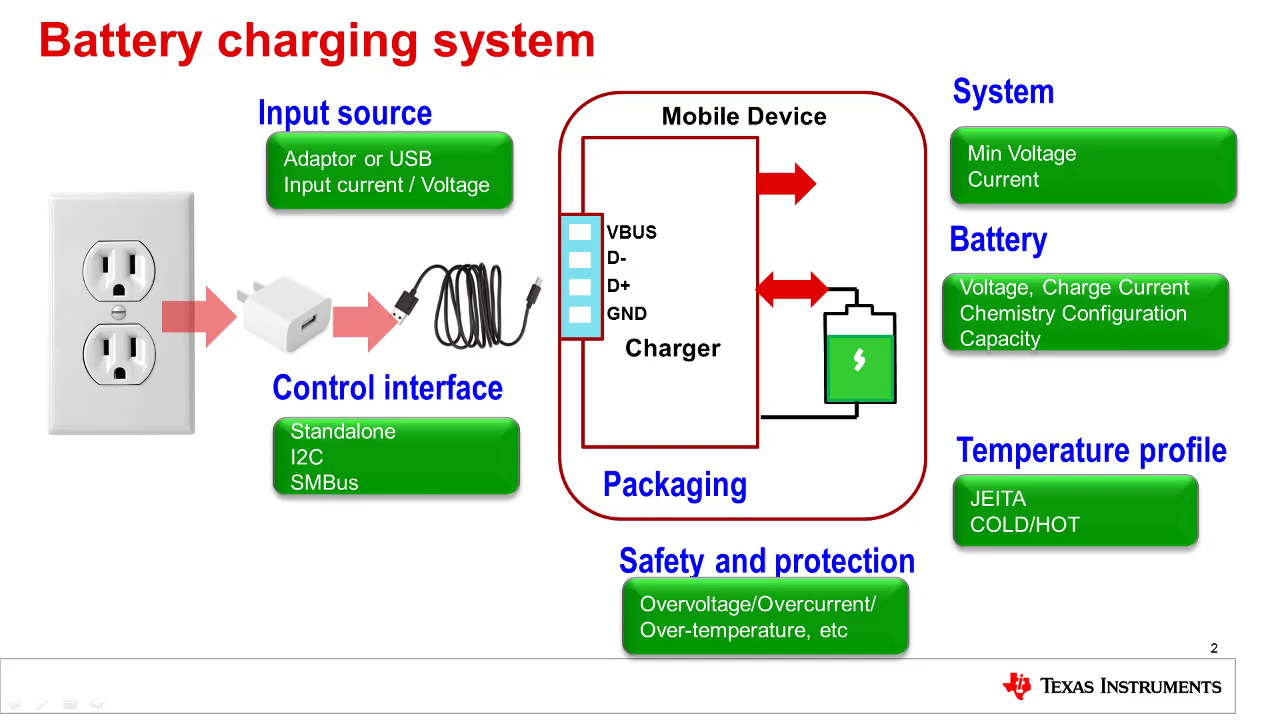 Battery charging system
Input source
Adaptor or USB
Input current / Voltage
Control interface
Standalone
I2C
SMBus
Mobile Device
VBUS
D-
D+
GND
Charger
Packaging
Safety and protection
Overvoltage/Overcurrent/
Over-temperature, etc
System
Min Voltage
Current
Battery
Voltage, Charge Current
Chemistry Configuration
Capacity
Temperature profile
JEITA
COLD/HOT
2
TEXAS INSTRUMENTS